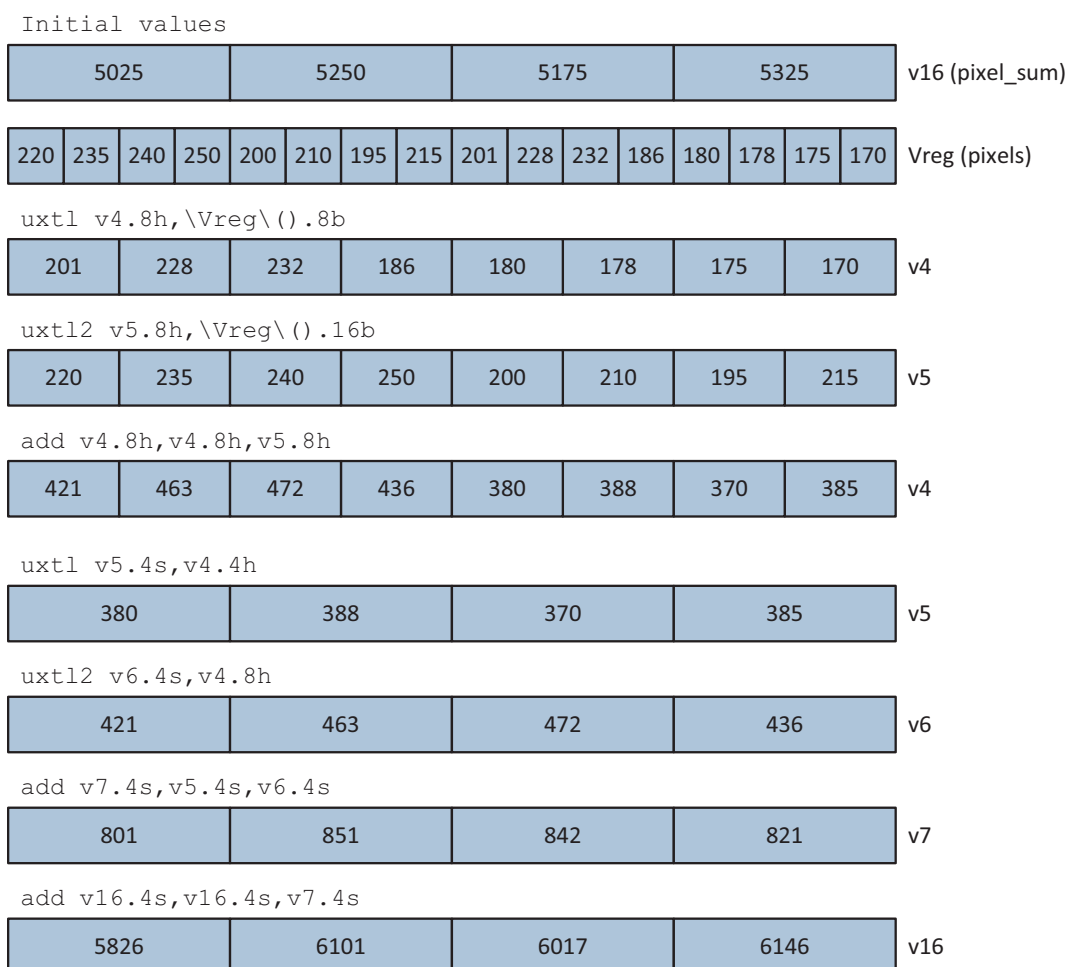 Initial values
5025 5250 5175 5325 v16 (pixel_sum)
220 235 240 250 200 210 195 215 201 228 232 186 180 178 175 170 Vreg (pixels)
uxtl v4.8h,\Vreg\().8b
201 228 232 186 180 178 175 170 v4
uxtl2 v5.8h,\Vreg\().16b
220 235 240 250 200 210 195 215 v5
add v4.8h,v4.8h,v5.8h
421 463 472 436 380 388 370 385 v4
uxtl v5.4s,v4.4h
380 388 370 385 v5
uxtl2 v6.4s,v4.8h
421 463 472 436 v6
add v7.4s,v5.4s,v6.4s
801 851 842 821 v7
add v16.4s,v16.4s,v7.4s
5826 6101 6017 6146 v16